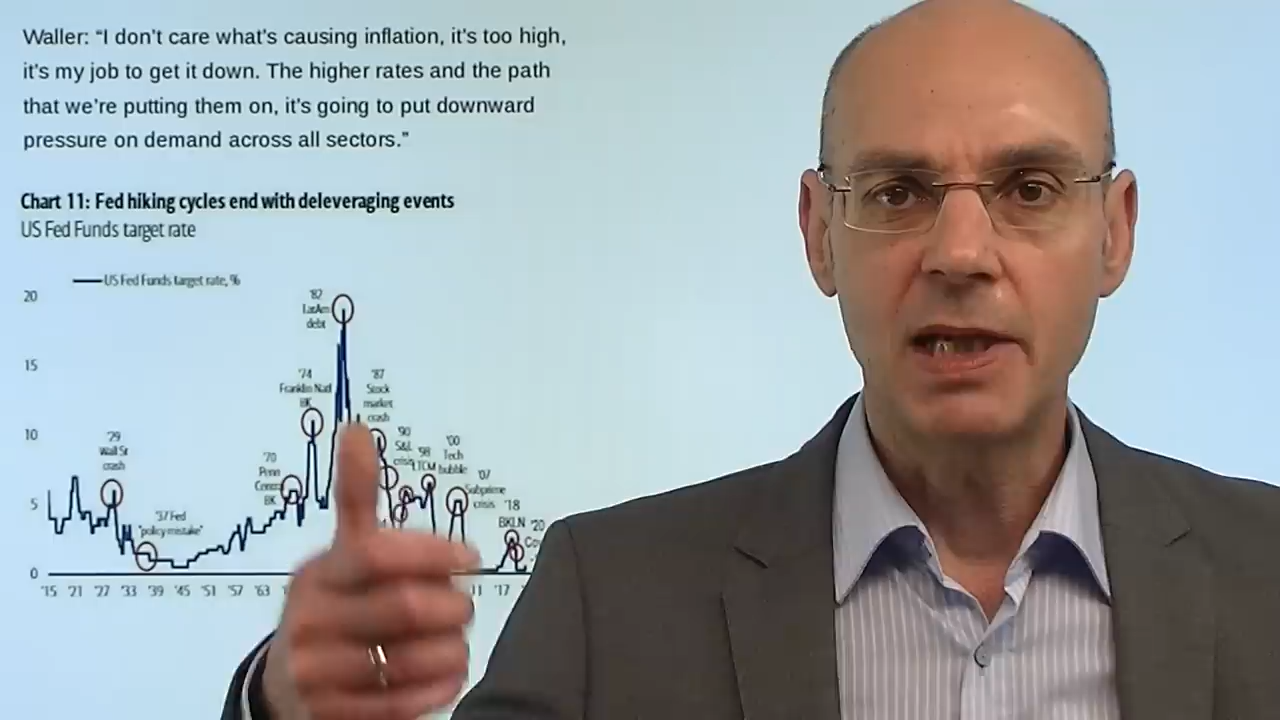 Waller: “I don’t care what’s causing inflation, it’s too high,
it’s my job to get it down. The higher rates and the path
that we’re putting them on, it’s going to put downward
pressure on demand across all sectors.”
Chart 11: Fed hiking cycles end with deleveraging events
US Fed Funds target rate
US Fed Funds target rate, %
20
15
10
5
0
'82
LatAm
debt
'74
Franklin Natl
BK
'87
Stock
market
crash
'29
Wall Str
crash
'90
S&L
crisis
'98
LTCM
'00
Tech
bubble
'70
Penn
Central
BK
'07
Subprime
crisis
'37 Fed
"policy mistake"
'18
BKLN
'20
'15 '21 '27 '33 '39 '45 '51 '57 '63 11 '17